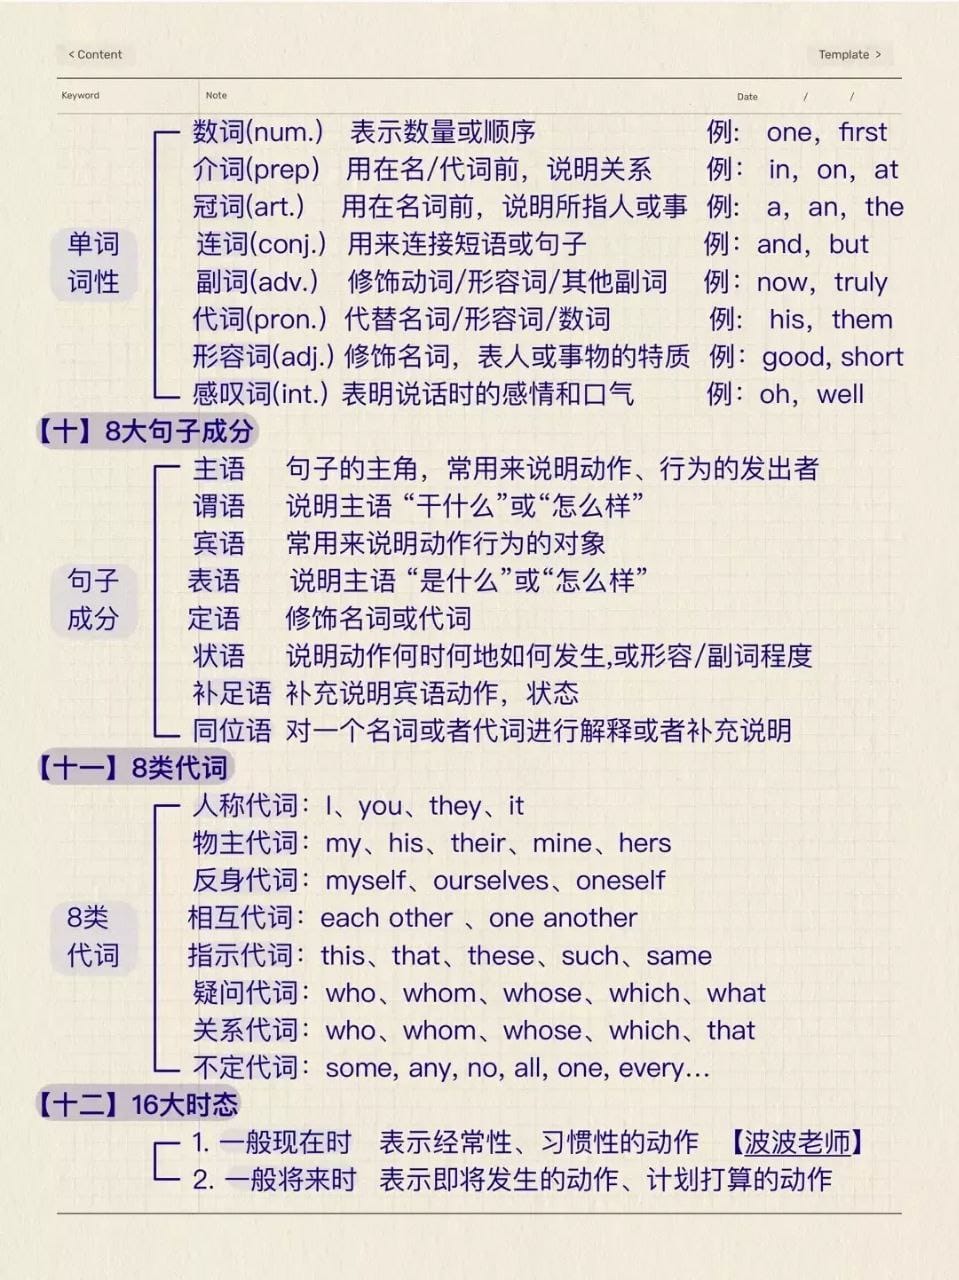 < Content Template >
Keyword Note Date / /
数词(num.) 表示数量或顺序 例: one, first
介词(prep) 用在名/代词前，说明关系 例: in, on, at
冠词(art.) 用在名词前，说明所指人或事 例: a, an, the
单词
词性
连词(conj.) 用来连接短语或句子 例: and, but
副词(adv.) 修饰动词/形容词/其他副词 例: now, truly
代词(pron.) 代替名词/形容词/数词 例: his, them
形容词(adj.) 修饰名词，表人或事物的特质 例: good, short
感叹词(int.) 表明说话时的感情和口气 例: oh, well
【十】8大句子成分
主语 句子的主角，常用来说明动作、行为的发出者
谓语 说明主语 “干什么”或“怎么样”
宾语 常用来说明动作行为的对象
句子
成分
表语 说明主语 “是什么”或“怎么样”
定语 修饰名词或代词
状语 说明动作何时何地如何发生,或形容/副词程度
补足语 补充说明宾语动作，状态
同位语 对一个名词或者代词进行解释或者补充说明
【十一】8类代词
人称代词：I、you、they、it
物主代词：my、his、their、mine、hers
反身代词：myself、ourselves、oneself
8类
代词
相互代词：each other 、one another
指示代词：this、that、these、such、same
疑问代词：who、whom、whose、which、what
关系代词：who、whom、whose、which、that
不定代词：some, any, no, all, one, every...
【十二】16大时态
1. 一般现在时 表示经常性、习惯性的动作 【波波老师】
2. 一般将来时 表示即将发生的动作、计划打算的动作